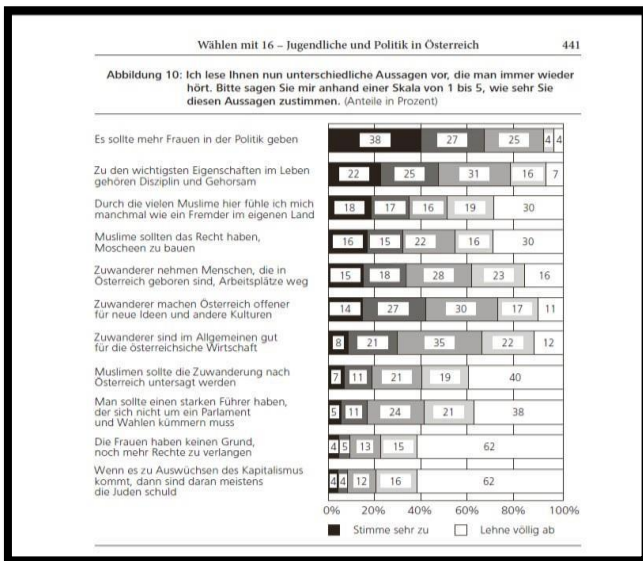 Wählen mit 16 – Jugendliche und Politik in Österreich 441
Abbildung 10: Ich lese Ihnen nun unterschiedliche Aussagen vor, die man immer wieder
hört. Bitte sagen Sie mir anhand einer Skala von 1 bis 5, wie sehr Sie
diesen Aussagen zustimmen. (Anteile in Prozent)
Es sollte mehr Frauen in der Politik geben 38 27 25 4 4
Zu den wichtigsten Eigenschaften im Leben
gehören Disziplin und Gehorsam 22 25 31 16 7
Durch die vielen Muslime hier fühle ich mich
manchmal wie ein Fremder im eigenen Land 18 17 16 19 30
Muslime sollten das Recht haben,
Moscheen zu bauen 16 15 22 16 30
Zuwanderer nehmen Menschen, die in
Österreich geboren sind, Arbeitsplätze weg 15 18 28 23 16
Zuwanderer machen Österreich offener
für neue Ideen und andere Kulturen 14 27 30 17 11
Zuwanderer sind im Allgemeinen gut
für die österreichsiche Wirtschaft 8 21 35 22 12
Muslimen sollte die Zuwanderung nach
Österreich untersagt werden 7 11 21 19 40
Man sollte einen starken Führer haben,
der sich nicht um ein Parlament
und Wahlen kümmern muss 5 11 24 21 38
Die Frauen haben keinen Grund,
noch mehr Rechte zu verlangen 4 5 13 15 62
Wenn es zu Auswüchsen des Kapitalismus
kommt, dann sind daran meistens
die Juden schuld 4 4 12 16 62
0% 20% 40% 60% 80% 100%
Stimme sehr zu Lehne völlig ab